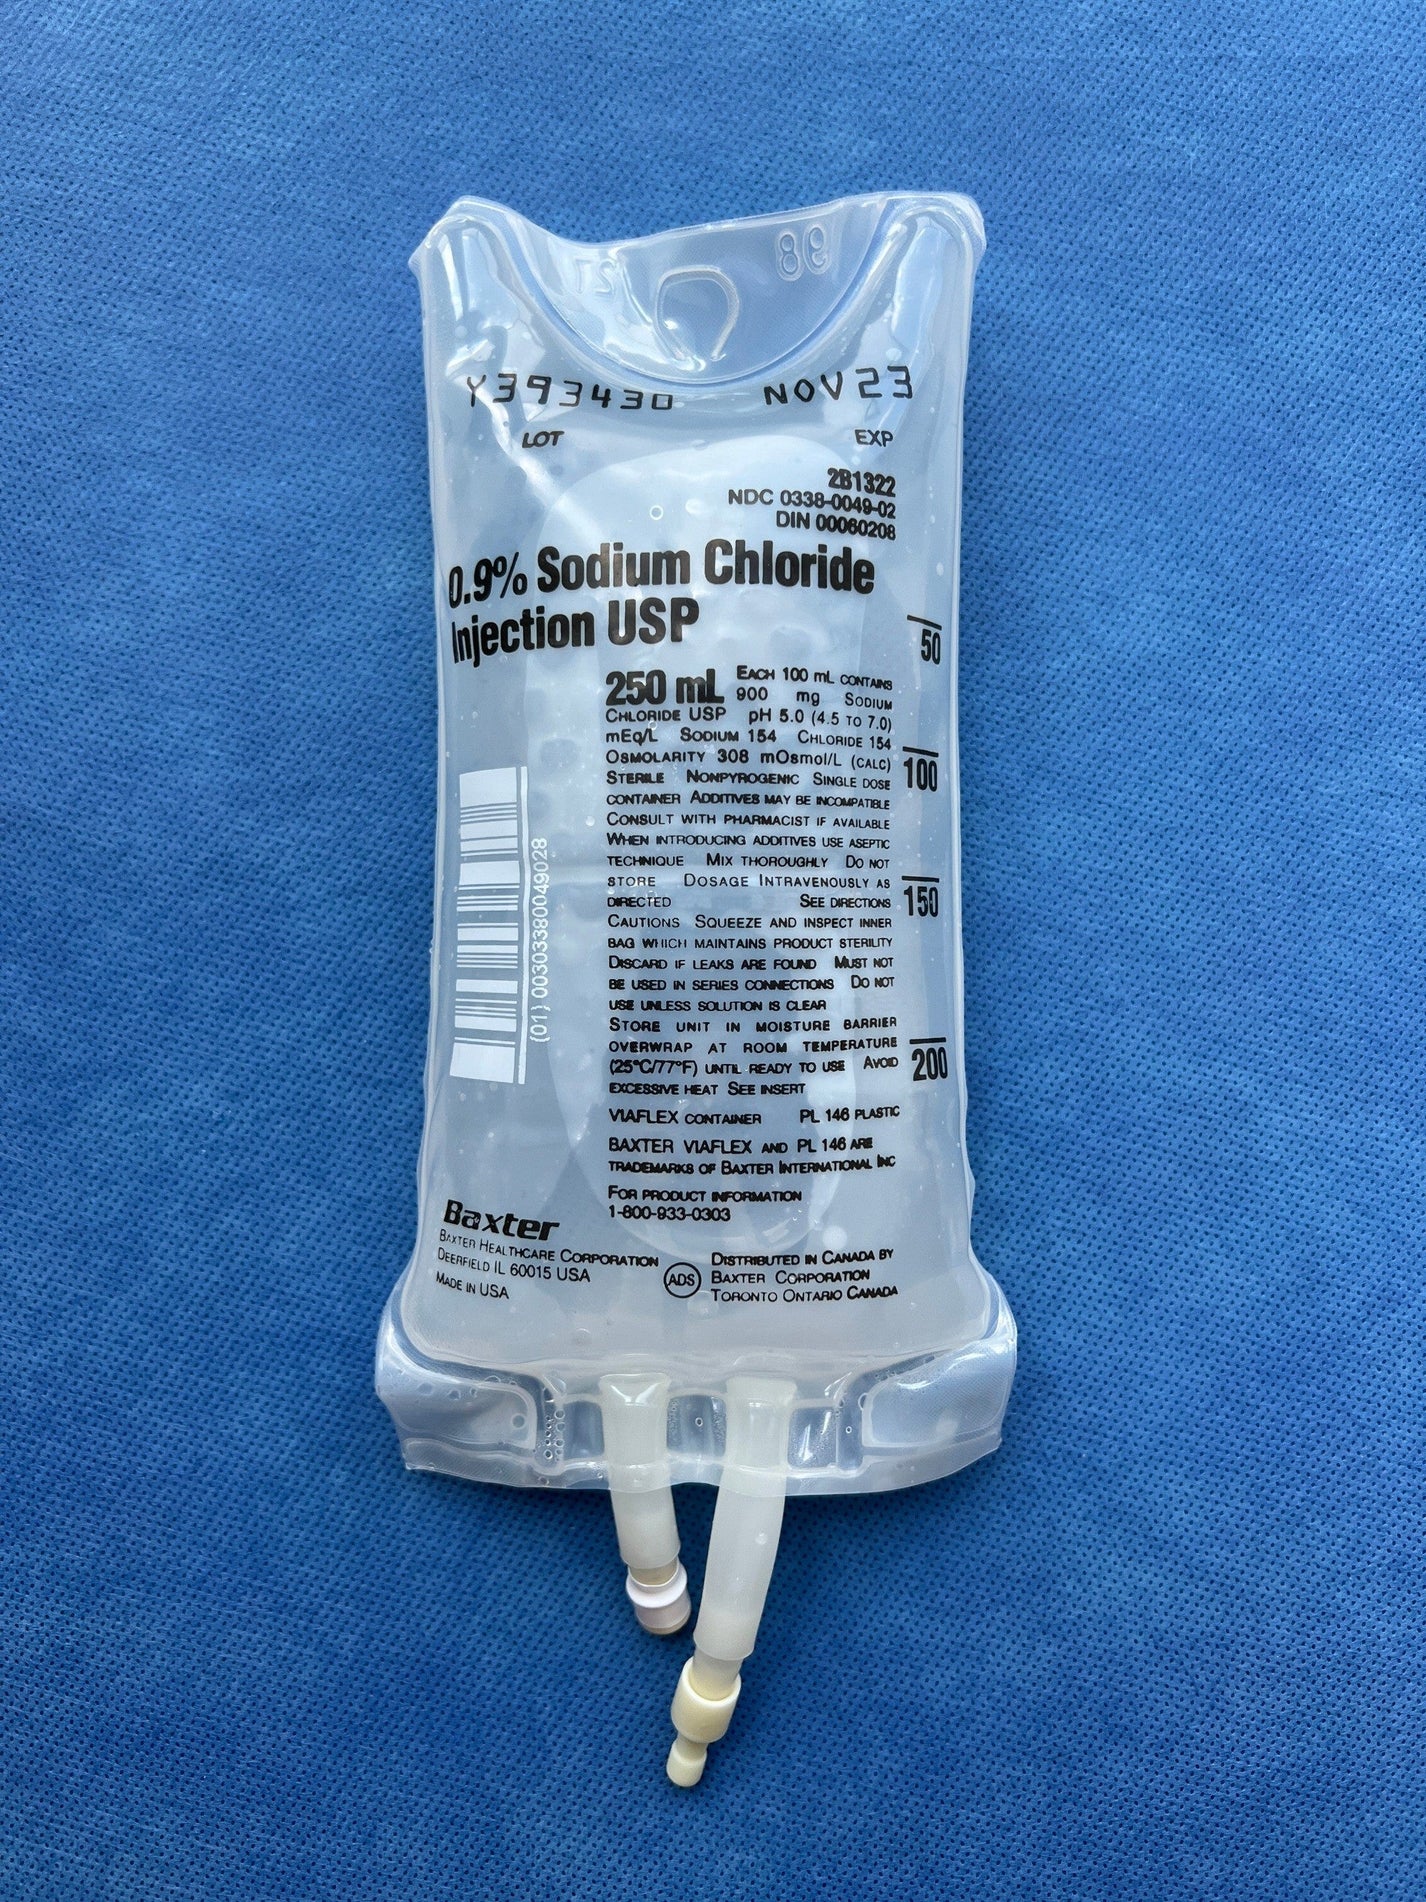 27 98
Y393430 NOV23
LOT EXP
2B1322
NDC 0338-0049-02
DIN 00060208
0.9% Sodium Chloride
Injection USP
50
250 mL EACH 100 mL CONTAINS
900 mg SODIUM
CHLORIDE USP pH 5.0 (4.5 TO 7.0)
mEq/L SODIUM 154 CHLORIDE 154
OSMOLARITY 308 mOsmol/L (CALC)
100
STERILE NONPYROGENIC SINGLE DOSE
CONTAINER ADDITIVES MAY BE INCOMPATIBLE
CONSULT WITH PHARMACIST IF AVAILABLE
WHEN INTRODUCING ADDITIVES USE ASEPTIC
TECHNIQUE MIX THOROUGHLY DO NOT
STORE DOSAGE INTRAVENOUSLY AS
150
DIRECTED SEE DIRECTIONS
CAUTIONS SQUEEZE AND INSPECT INNER
BAG WHICH MAINTAINS PRODUCT STERILITY
DISCARD IF LEAKS ARE FOUND MUST NOT
BE USED IN SERIES CONNECTIONS DO NOT
USE UNLESS SOLUTION IS CLEAR
STORE UNIT IN MOISTURE BARRIER
OVERWRAP AT ROOM TEMPERATURE
200
(25°C/77°F) UNTIL READY TO USE AVOID
EXCESSIVE HEAT SEE INSERT
VIAFLEX CONTAINER PL 146 PLASTIC
BAXTER VIAFLEX AND PL 146 ARE
TRADEMARKS OF BAXTER INTERNATIONAL INC
FOR PRODUCT INFORMATION
1-800-933-0303
(01) 00303380049028
Baxter
BAXTER HEALTHCARE CORPORATION
DEERFIELD IL 60015 USA
MADE IN USA
ADS
DISTRIBUTED IN CANADA BY
BAXTER CORPORATION
TORONTO ONTARIO CANADA